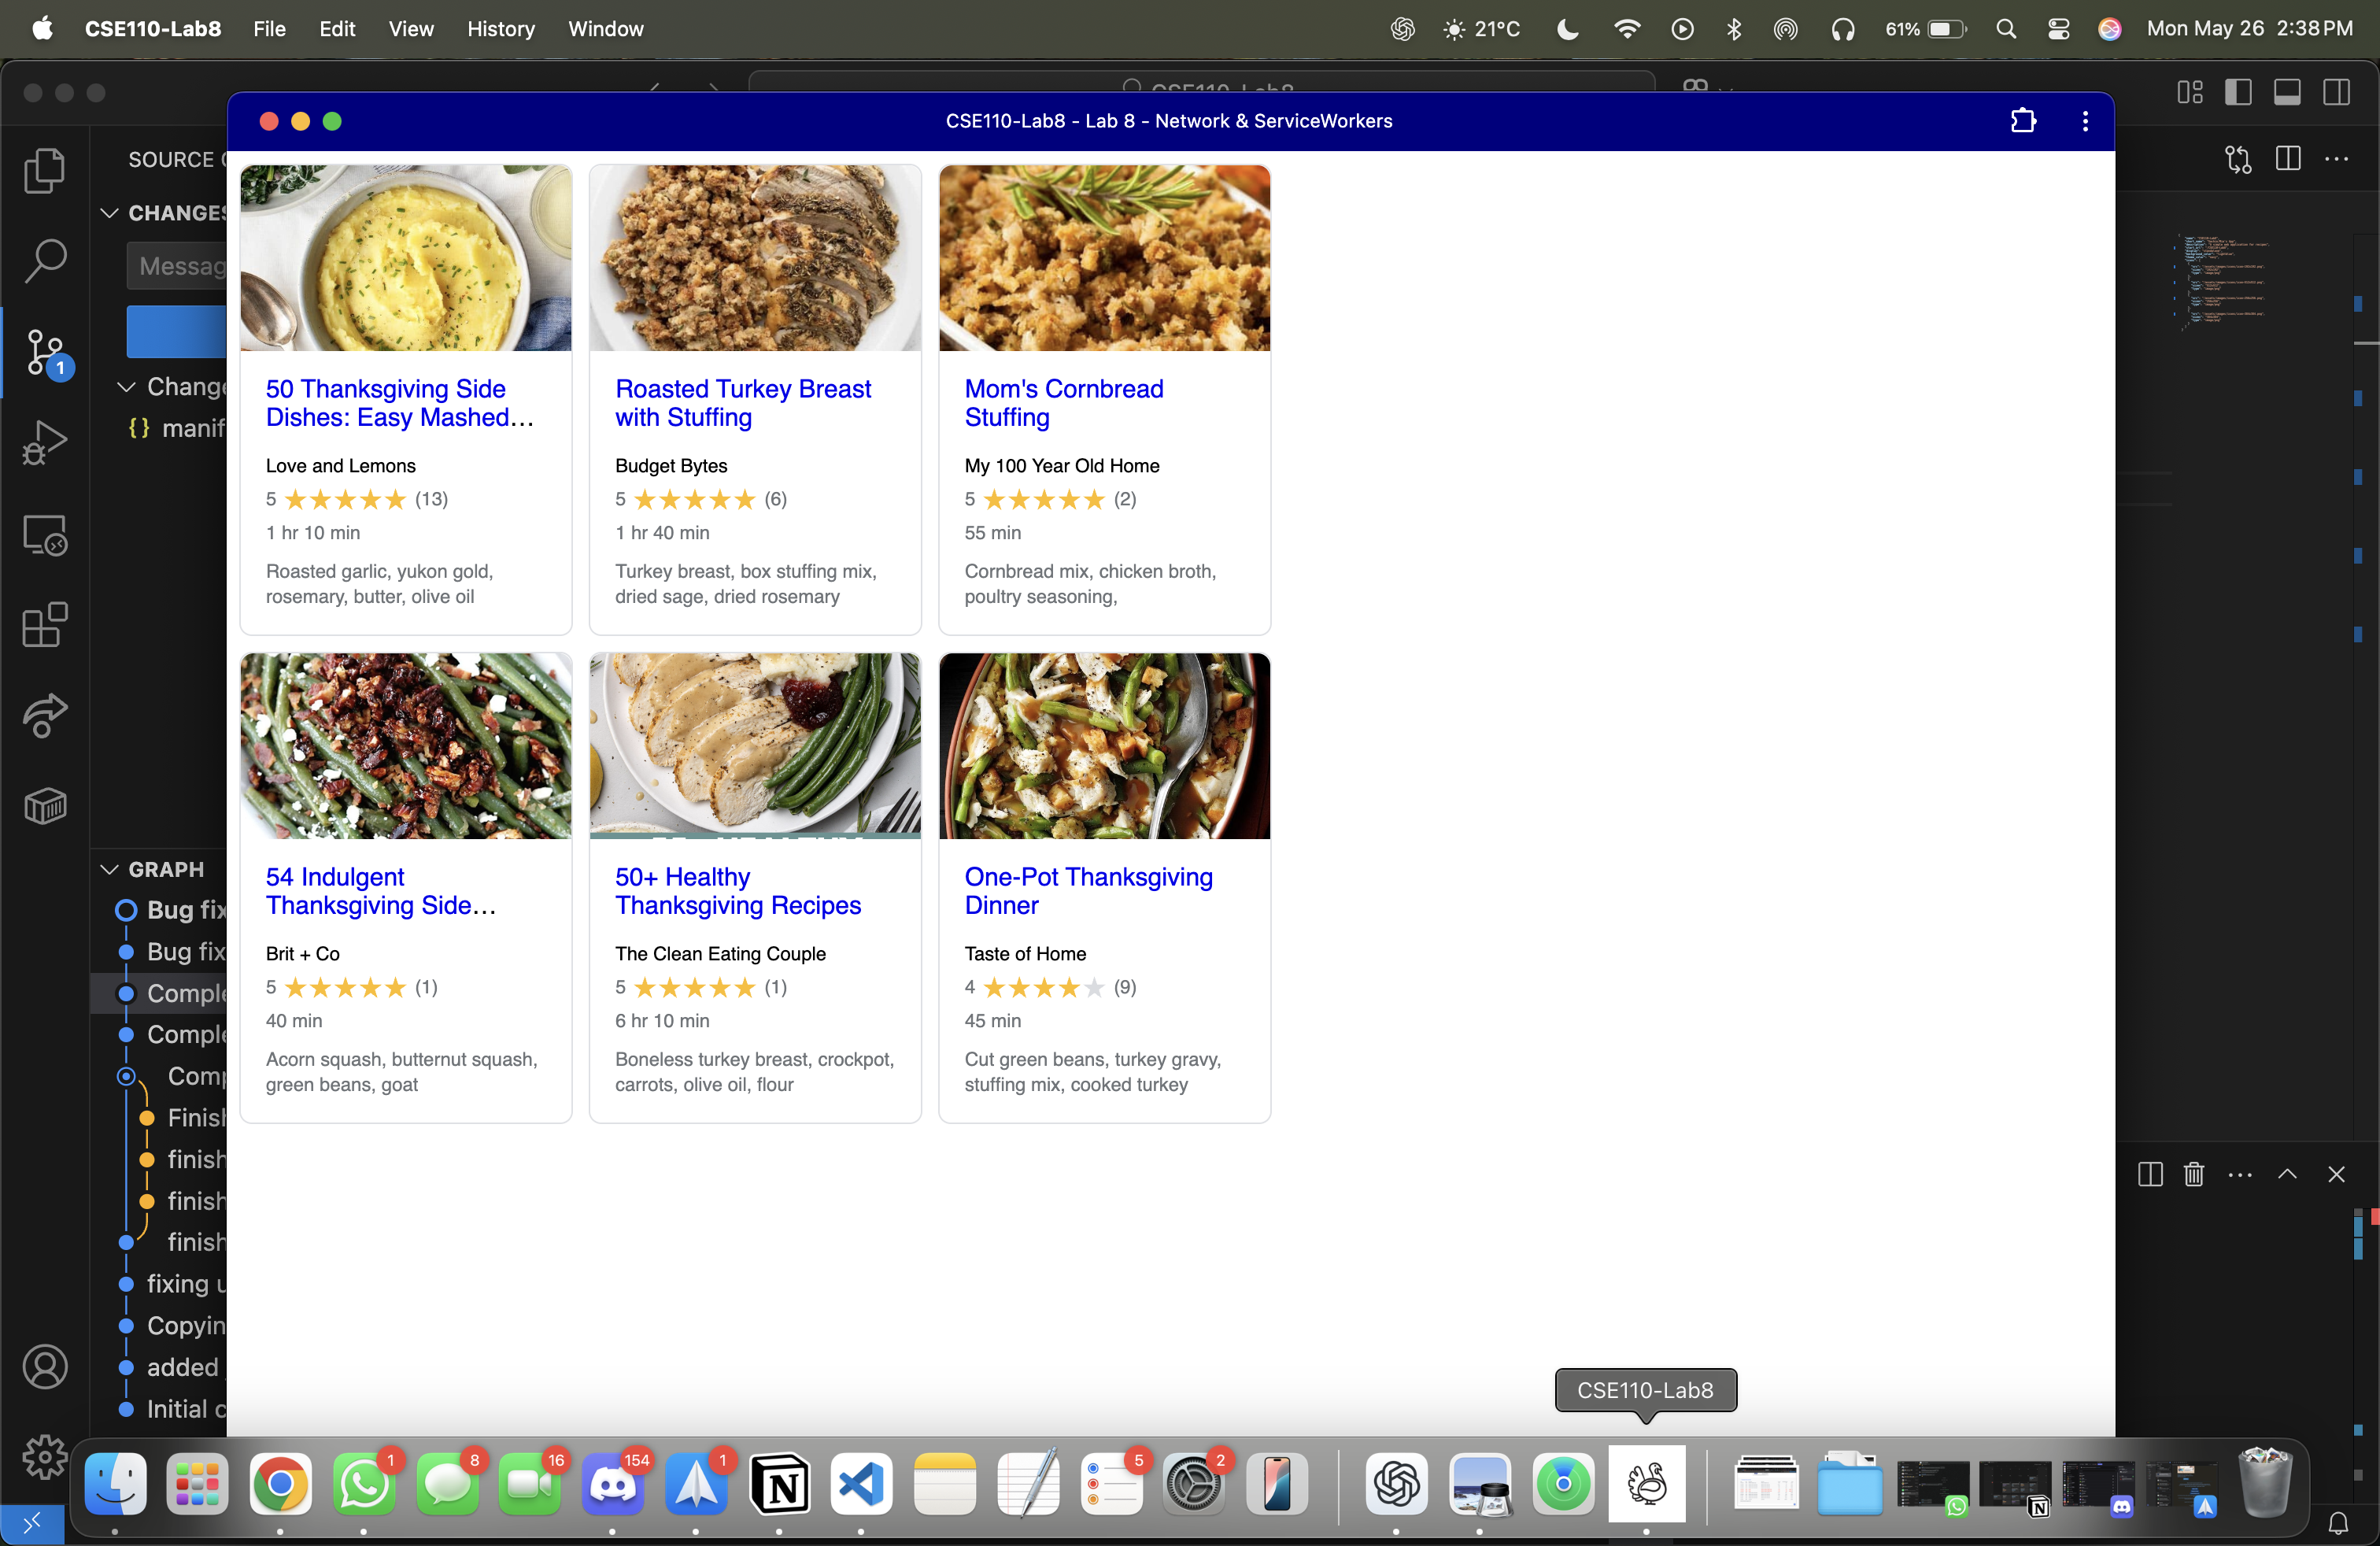 CSE110-Lab8 File Edit View History Window 21°C 61% Mon May 26 2:38 PM
CSE110-Lab8
CSE110-Lab8 - Lab 8 - Network & ServiceWorkers
SOURCE
CHANGES
Messag
Change
{} manif
1
50 Thanksgiving Side
Dishes: Easy Mashed...
Love and Lemons
5 ★★★★★ (13)
1 hr 10 min
Roasted garlic, yukon gold,
rosemary, butter, olive oil
Roasted Turkey Breast
with Stuffing
Budget Bytes
5 ★★★★★ (6)
1 hr 40 min
Turkey breast, box stuffing mix,
dried sage, dried rosemary
Mom's Cornbread
Stuffing
My 100 Year Old Home
5 ★★★★★ (2)
55 min
Cornbread mix, chicken broth,
poultry seasoning,
54 Indulgent
Thanksgiving Side...
Brit + Co
5 ★★★★★ (1)
40 min
Acorn squash, butternut squash,
green beans, goat
50+ Healthy
Thanksgiving Recipes
The Clean Eating Couple
5 ★★★★★ (1)
6 hr 10 min
Boneless turkey breast, crockpot,
carrots, olive oil, flour
One-Pot Thanksgiving
Dinner
Taste of Home
4 ★★★★★ (9)
45 min
Cut green beans, turkey gravy,
stuffing mix, cooked turkey
GRAPH
Bug fix
Bug fix
Comple
Comple
Comp
Finish
finish
finish
finish
fixing u
Copyin
added
Initial c
CSE110-Lab8
1 8 16 154 1 5 2